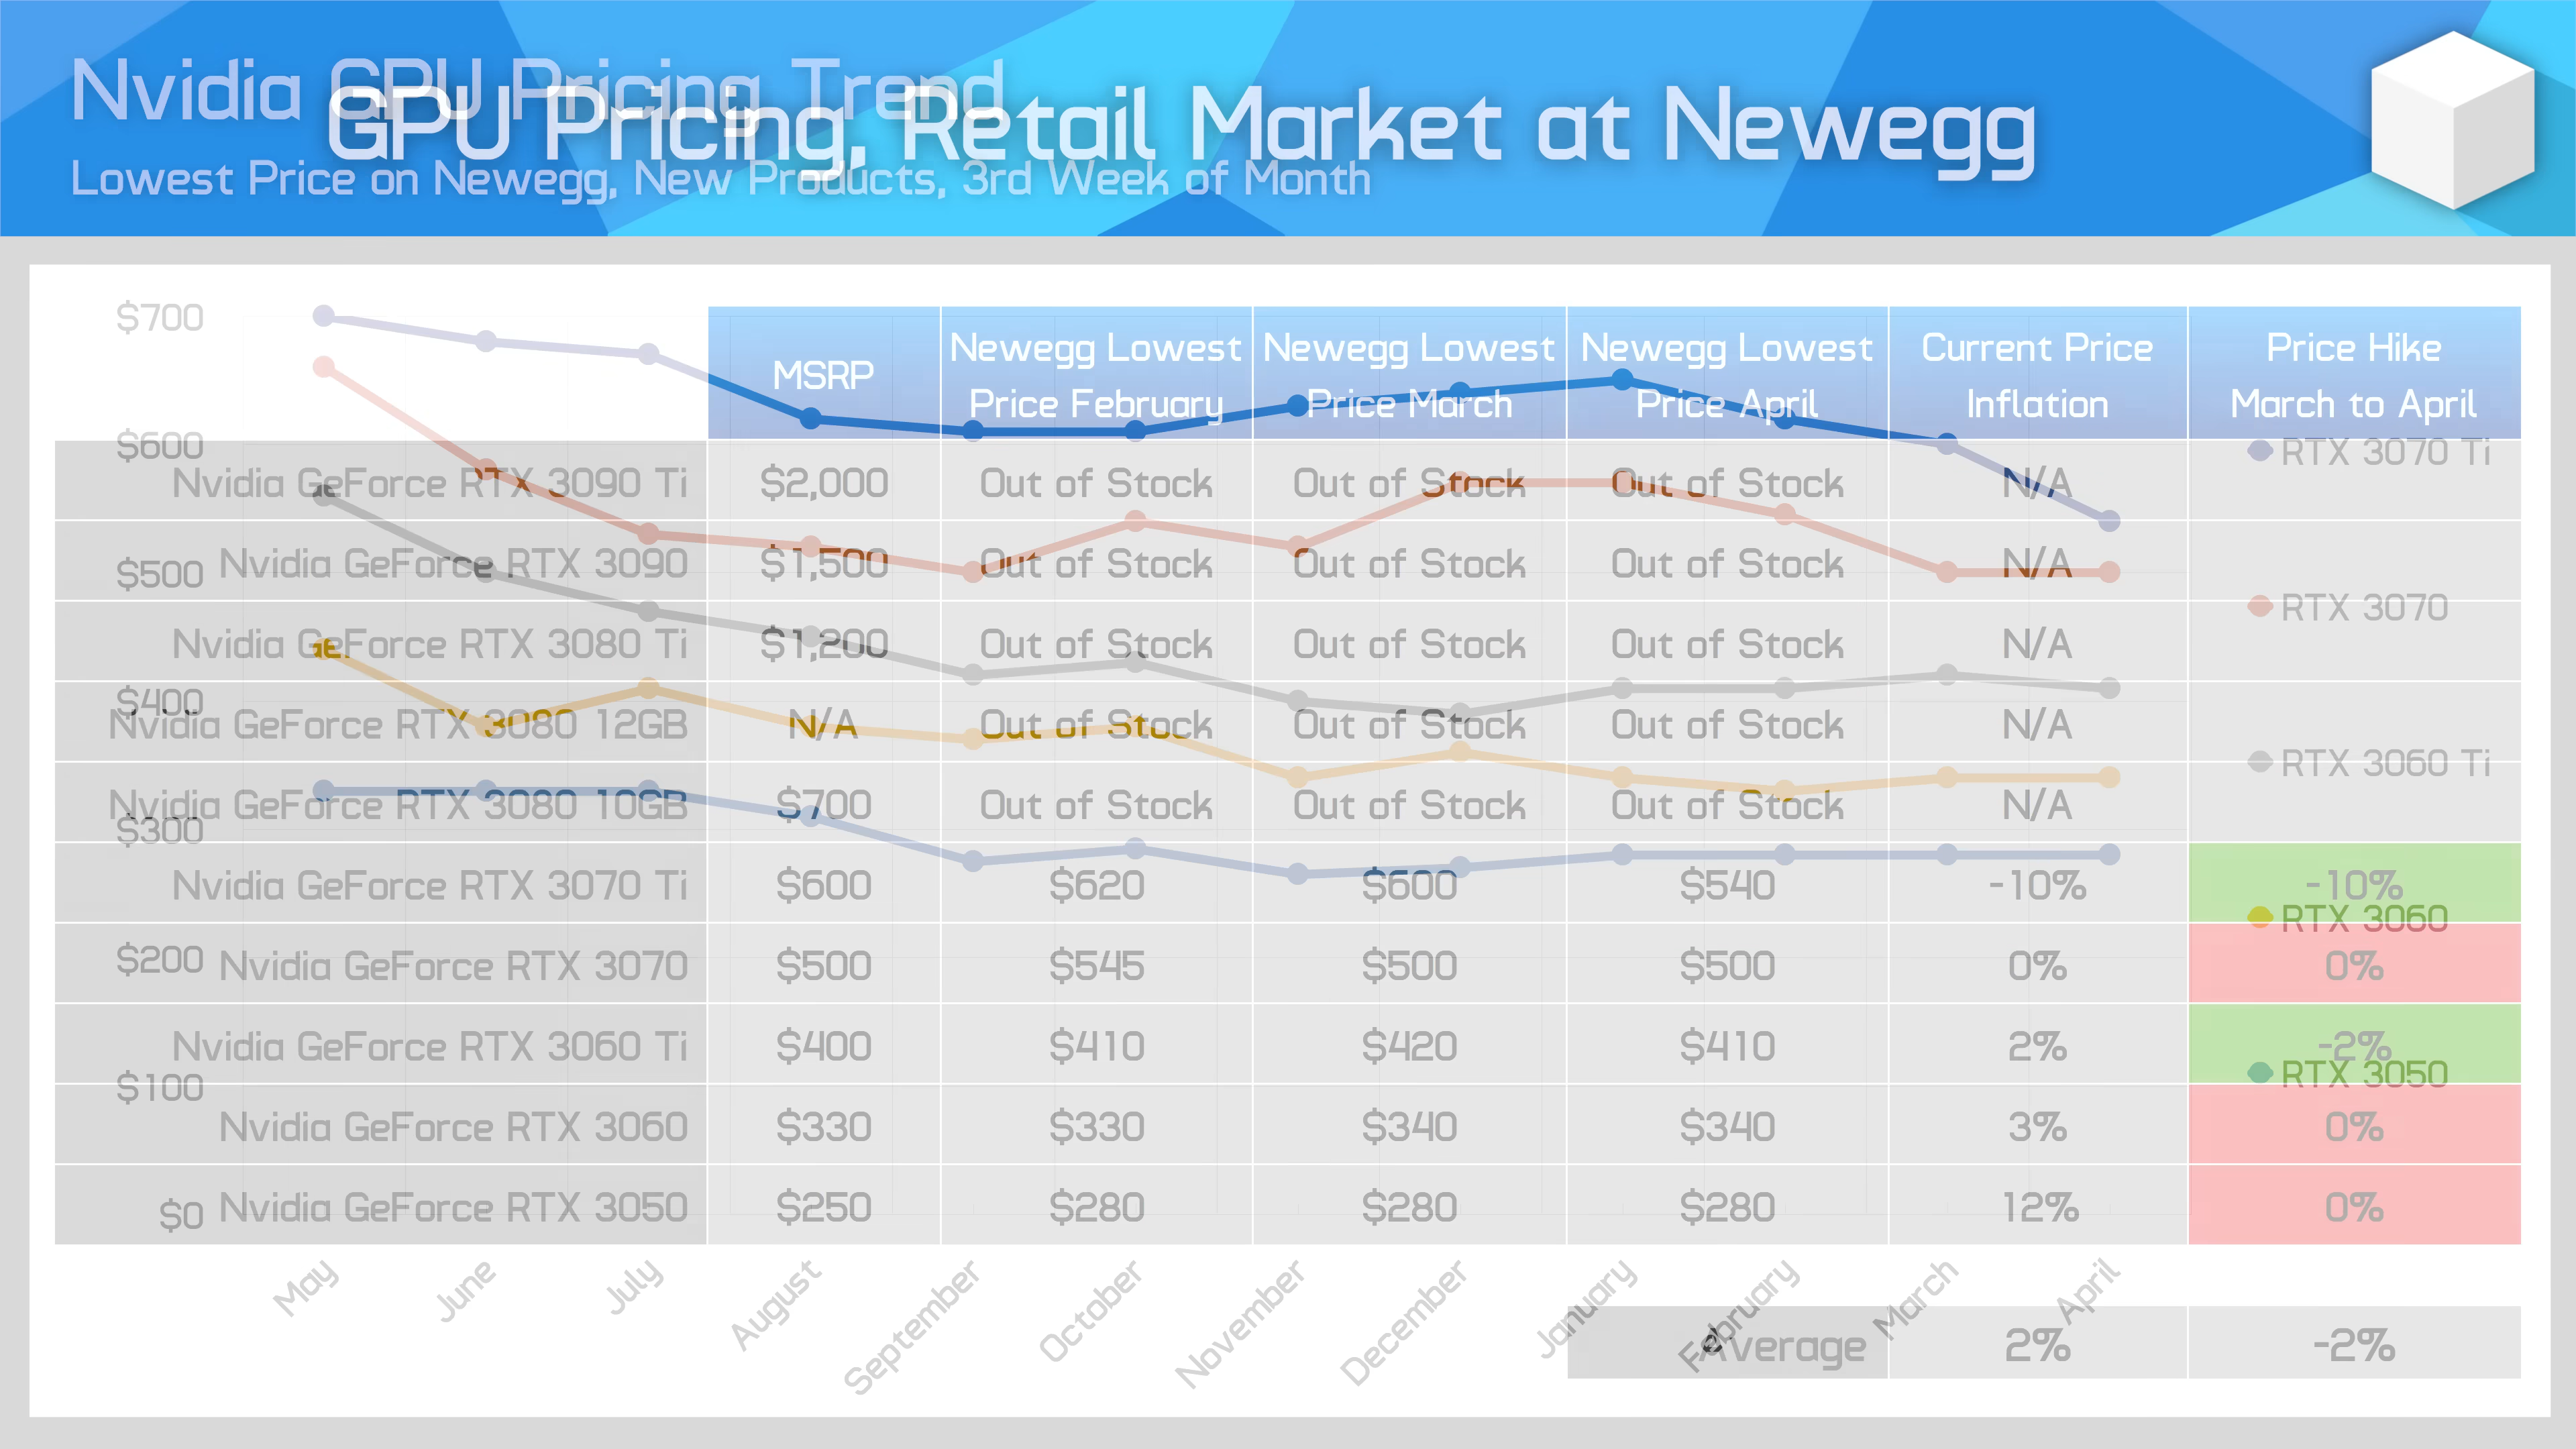 Nvidia GPU Pricing Trend
GPU Pricing, Retail Market at Newegg
Lowest Price on Newegg, New Products, 3rd Week of Month
MSRP
Newegg Lowest
Price February
Newegg Lowest
Price March
Newegg Lowest
Price April
Current Price
Inflation
Price Hike
March to April
Nvidia GeForce RTX 3090 Ti $2,000 Out of Stock Out of Stock Out of Stock N/A
Nvidia GeForce RTX 3090 $1,500 Out of Stock Out of Stock Out of Stock N/A
Nvidia GeForce RTX 3080 Ti $1,200 Out of Stock Out of Stock Out of Stock N/A
Nvidia GeForce RTX 3080 12GB N/A Out of Stock Out of Stock Out of Stock N/A
Nvidia GeForce RTX 3080 10GB $700 Out of Stock Out of Stock Out of Stock N/A
Nvidia GeForce RTX 3070 Ti $600 $620 $600 $540 -10% -10%
Nvidia GeForce RTX 3070 $500 $545 $500 $500 0% 0%
Nvidia GeForce RTX 3060 Ti $400 $410 $420 $410 2% -2%
Nvidia GeForce RTX 3060 $330 $330 $340 $340 3% 0%
Nvidia GeForce RTX 3050 $250 $280 $280 $280 12% 0%
Average 2% -2%
$700
$600
$500
$400
$300
$200
$100
$0
May June July August September October November December January February March April
RTX 3070 Ti
RTX 3070
RTX 3060 Ti
RTX 3060
RTX 3050